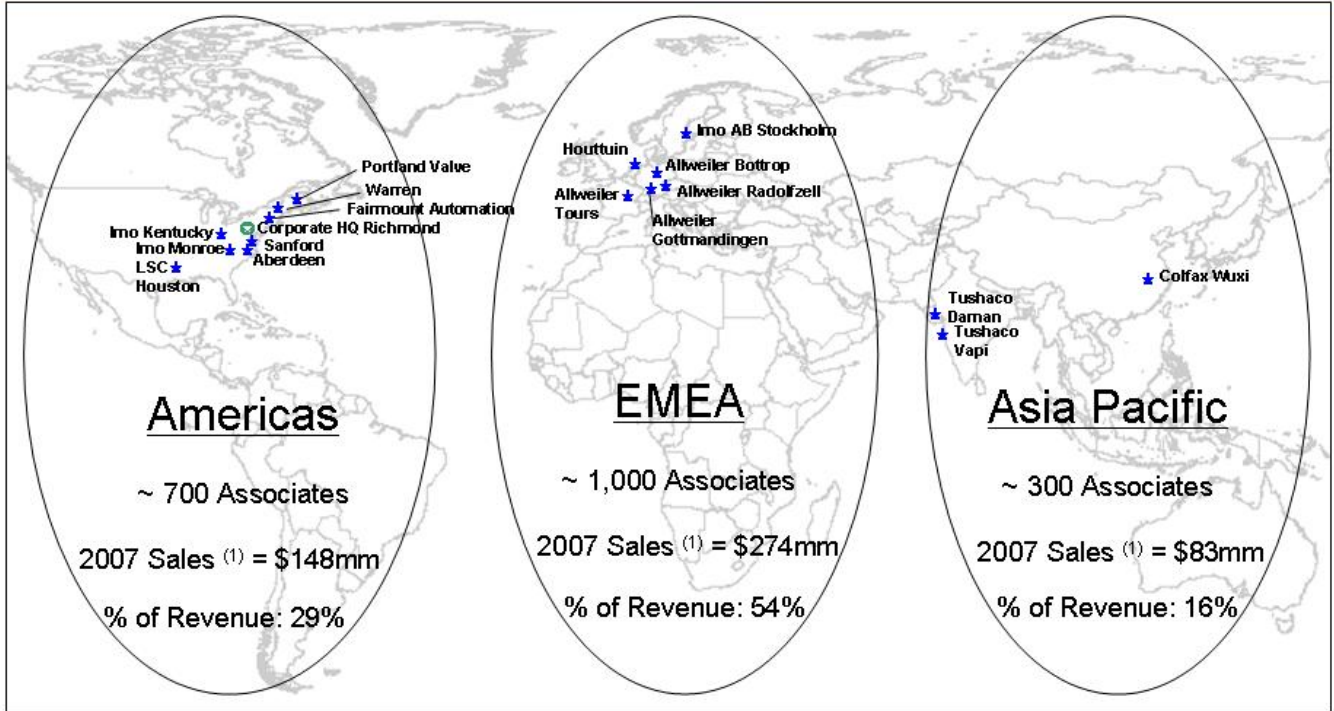 Portland Valve
Warren
Fairmount Automation
Corporate HQ Richmond
Imo Kentucky
Sanford
Imo Monroe
Aberdeen
LSC
Houston
Americas
~ 700 Associates
2007 Sales (1) = $148mm
% of Revenue: 29%
Imo AB Stockholm
Houttuin
Allweiler Bottrop
Allweiler Radolfzell
Allweiler
Tours
Allweiler
Gottmandingen
EMEA
~ 1,000 Associates
2007 Sales (1) = $274mm
% of Revenue: 54%
Colfax Wuxi
Tushaco
Daman
Tushaco
Vapi
Asia Pacific
~ 300 Associates
2007 Sales (1) = $83mm
% of Revenue: 16%